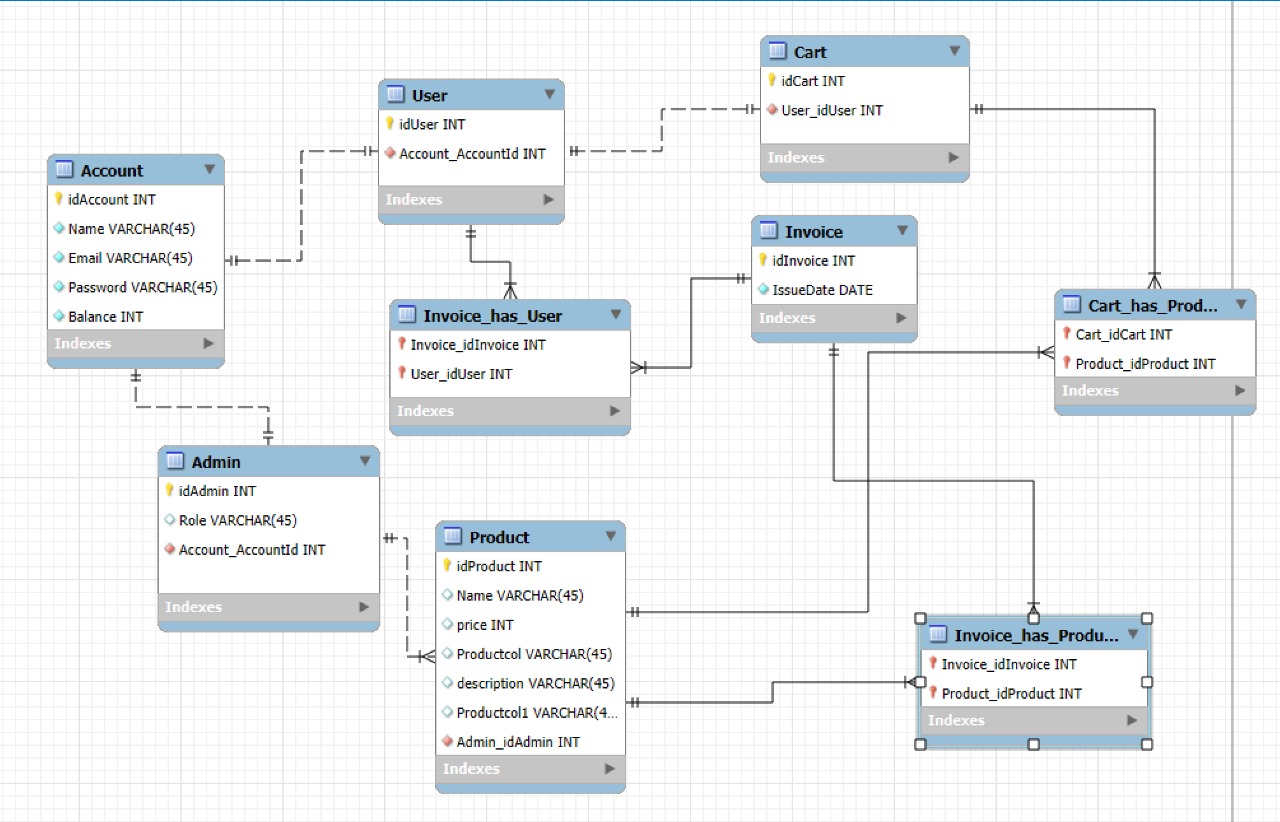 Account
idAccount INT
Name VARCHAR(45)
Email VARCHAR(45)
Password VARCHAR(45)
Balance INT
Indexes
User
idUser INT
Account_AccountId INT
Indexes
Cart
idCart INT
User_idUser INT
Indexes
Invoice
idInvoice INT
IssueDate DATE
Indexes
Invoice_has_User
Invoice_idInvoice INT
User_idUser INT
Indexes
Cart_has_Prod...
Cart_idCart INT
Product_idProduct INT
Indexes
Admin
idAdmin INT
Role VARCHAR(45)
Account_AccountId INT
Indexes
Product
idProduct INT
Name VARCHAR(45)
price INT
Productcol VARCHAR(45)
description VARCHAR(45)
Productcol1 VARCHAR(4...
Admin_idAdmin INT
Indexes
Invoice_has_Produ...
Invoice_idInvoice INT
Product_idProduct INT
Indexes